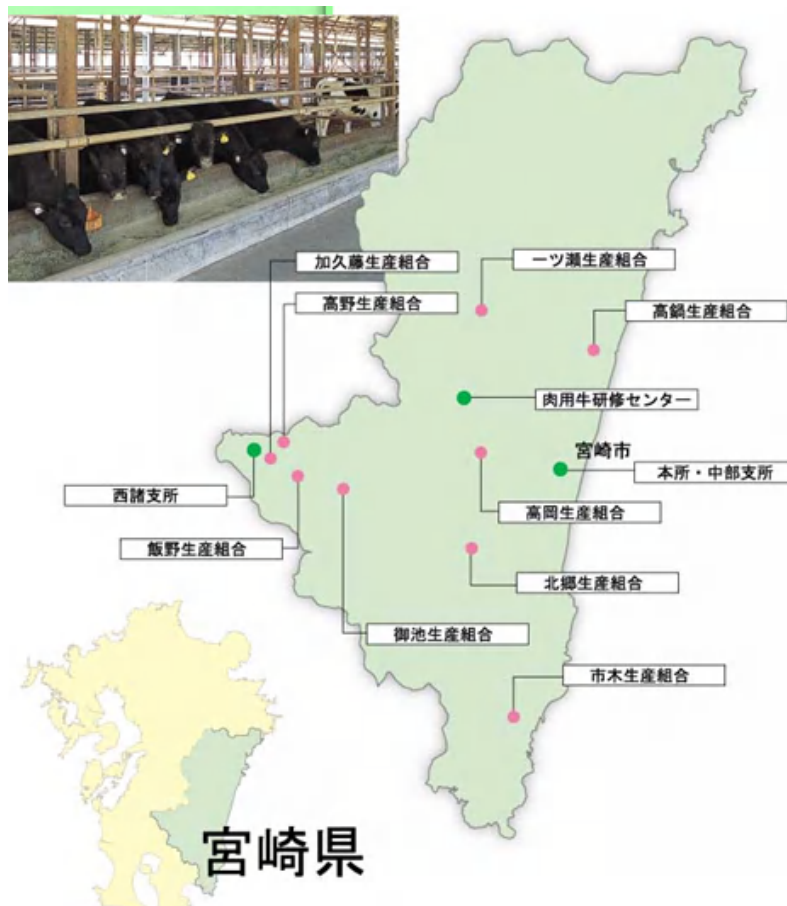 加久藤生産組合
一ツ瀬生産組合
高野生産組合
高鍋生産組合
肉用牛研修センター
宮崎市
本所・中部支所
西諸支所
高岡生産組合
飯野生産組合
北郷生産組合
御池生産組合
市木生産組合
宮崎県